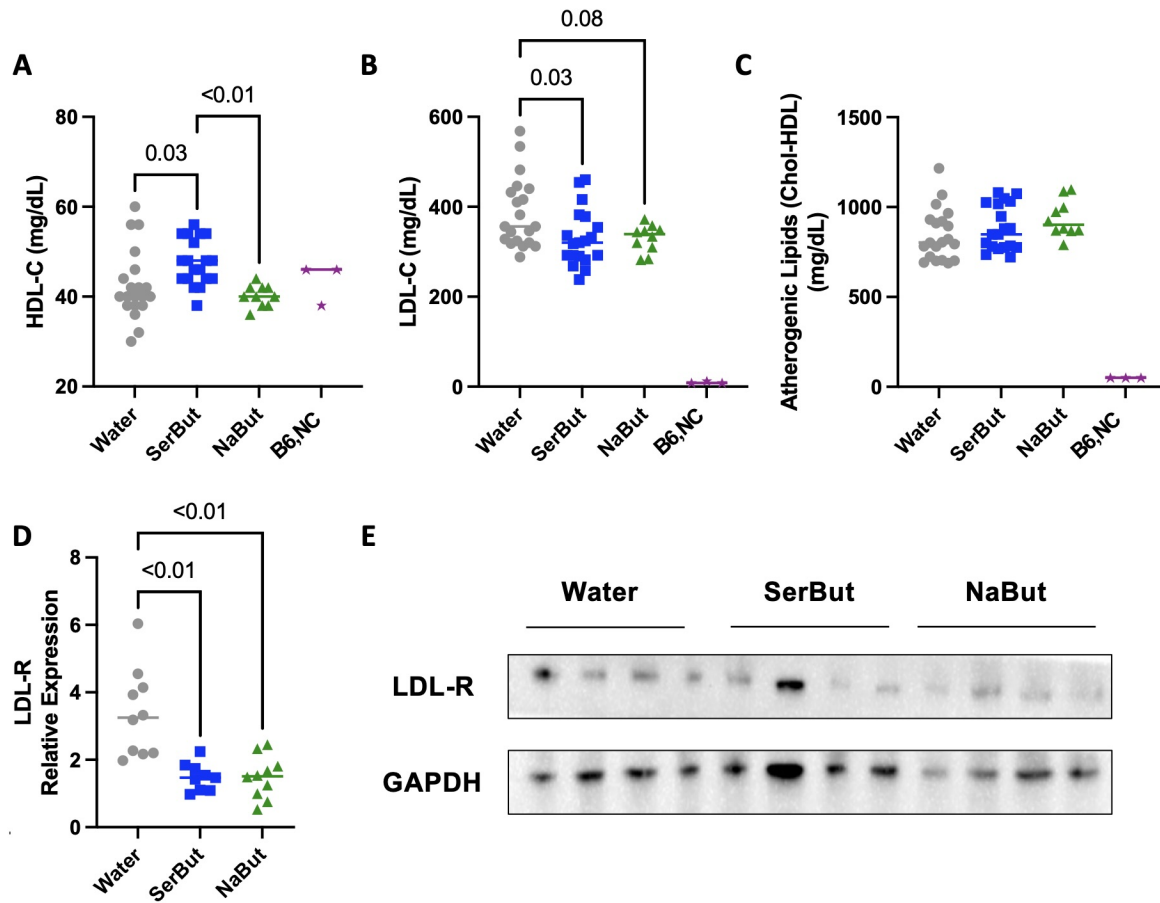 A
HDL-C (mg/dL)
80
60
40
20
0.03
<0.01
Water
SerBut
NaBut
B6,NC
B
LDL-C (mg/dL)
600
400
200
0
0.08
0.03
Water
SerBut
NaBut
B6,NC
C
Atherogenic Lipids (Chol-HDL)
(mg/dL)
1500
1000
500
0
Water
SerBut
NaBut
B6,NC
D
LDL-R
Relative Expression
8
6
4
2
0
<0.01
<0.01
Water
SerBut
NaBut
E
Water SerBut NaBut
LDL-R
GAPDH